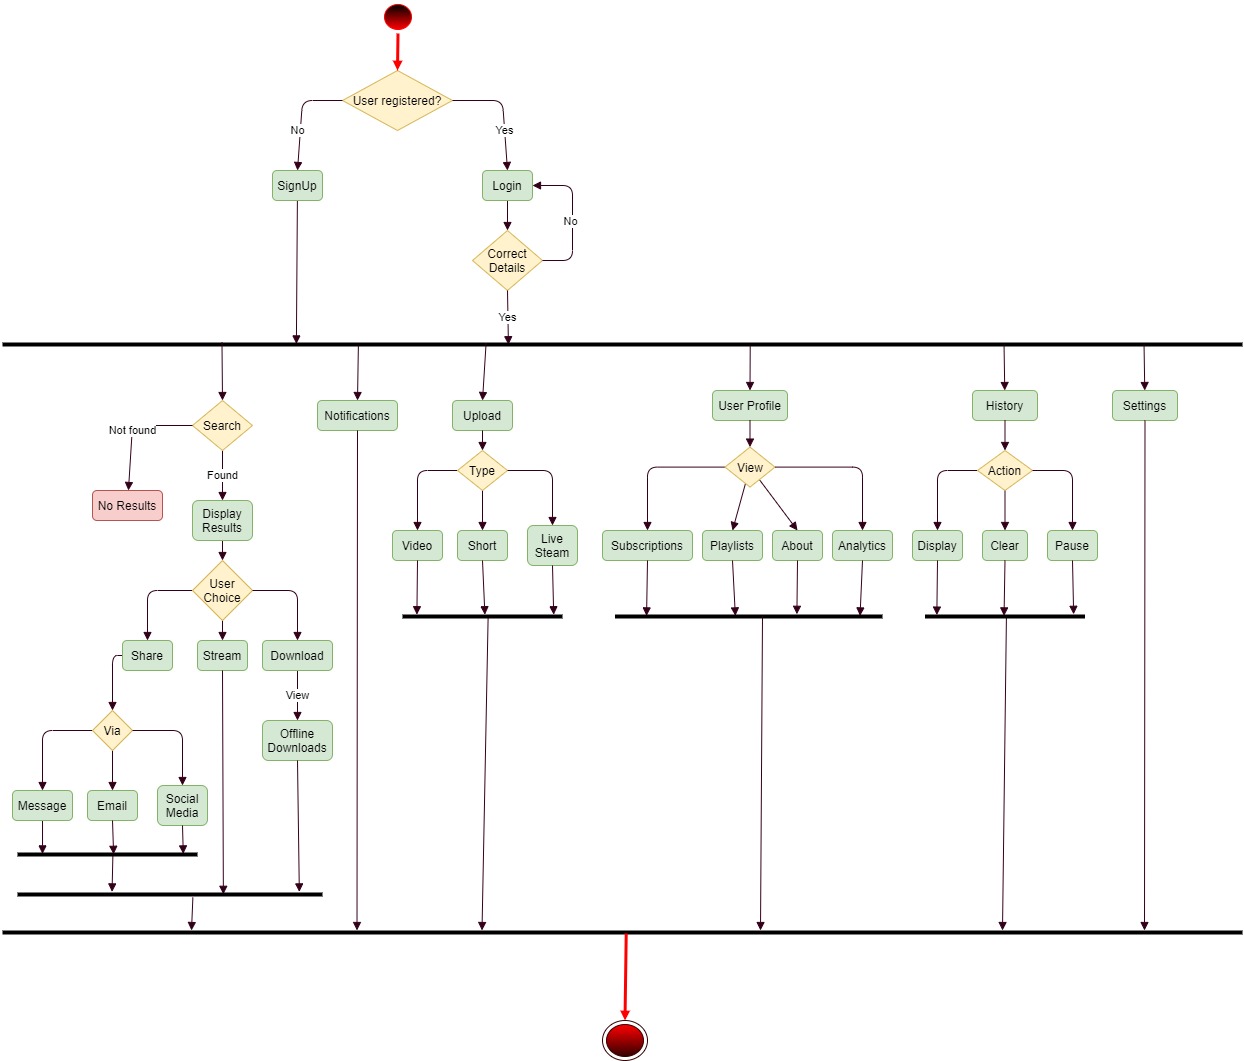 User registered?
No
Yes
SignUp
Login
No
Correct
Details
Yes
Search
Not found
Found
No Results
Display
Results
User
Choice
Share
Stream
Download
View
Offline
Downloads
Via
Message
Email
Social
Media
Notifications
Upload
Type
Video
Short
Live
Steam
User Profile
View
Subscriptions
Playlists
About
Analytics
History
Action
Display
Clear
Pause
Settings